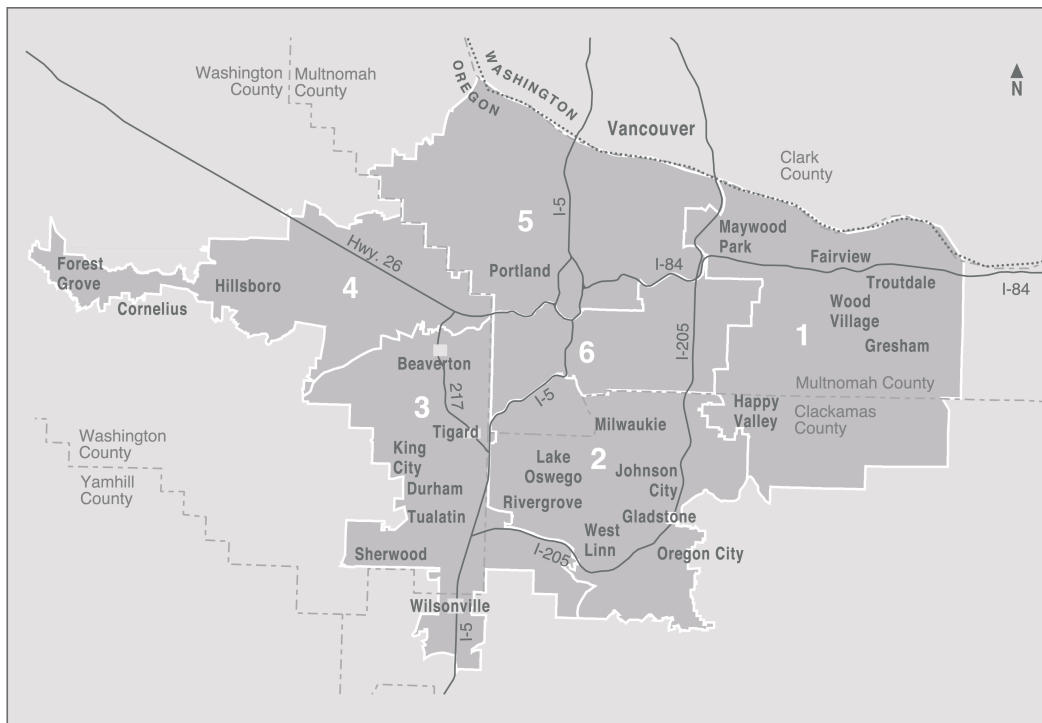 Washington
County
Multnomah
County
WASHINGTON
OREGON
N
Vancouver
Clark
County
5
I-5
Maywood
Park
Hwy. 26
Portland
I-84
Fairview
Forest
Grove
Hillsboro
4
Troutdale
I-84
Cornelius
Wood
Village
1
6
I-205
Gresham
Beaverton
217
Multnomah County
I-5
3
Happy
Valley
Clackamas
County
Tigard
Milwaukie
Washington
County
King
City
Lake
Oswego
2
Johnson
City
Yamhill
County
Durham
Rivergrove
Tualatin
Gladstone
West
Linn
Sherwood
I-205
Oregon City
Wilsonville
I-5